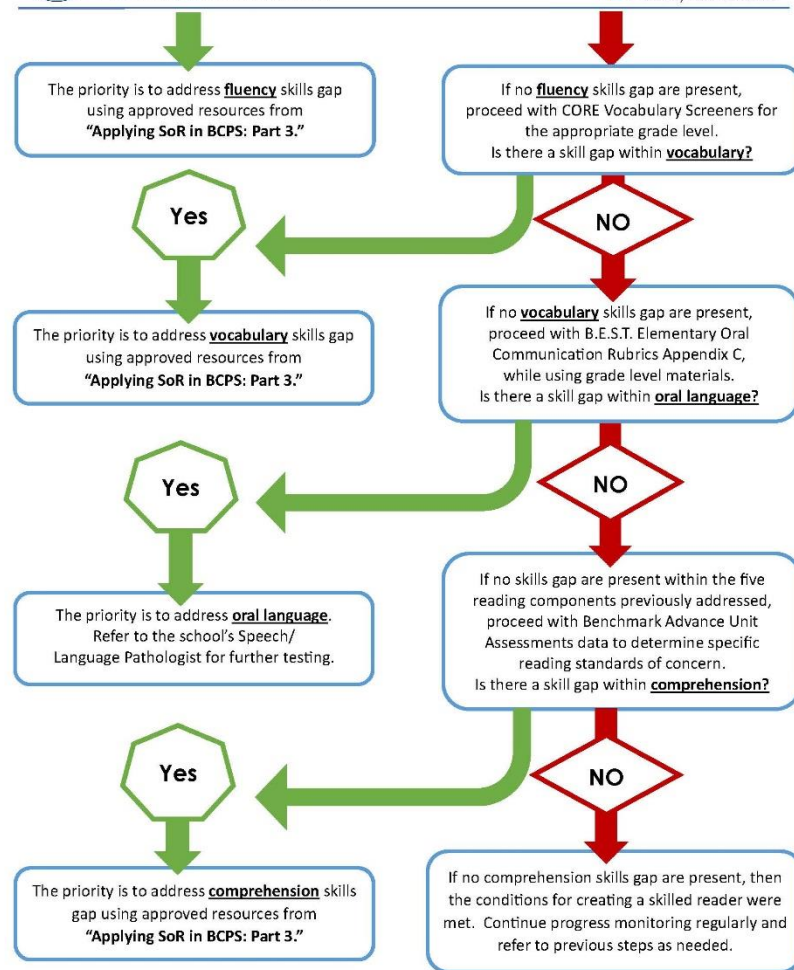 The priority is to address fluency skills gap
using approved resources from
“Applying SoR in BCPS: Part 3.”
If no fluency skills gap are present,
proceed with CORE Vocabulary Screeners for
the appropriate grade level.
Is there a skill gap within vocabulary?
Yes
NO
The priority is to address vocabulary skills gap
using approved resources from
“Applying SoR in BCPS: Part 3.”
If no vocabulary skills gap are present,
proceed with B.E.S.T. Elementary Oral
Communication Rubrics Appendix C,
while using grade level materials.
Is there a skill gap within oral language?
Yes
NO
The priority is to address oral language.
Refer to the school’s Speech/
Language Pathologist for further testing.
If no skills gap are present within the five
reading components previously addressed,
proceed with Benchmark Advance Unit
Assessments data to determine specific
reading standards of concern.
Is there a skill gap within comprehension?
Yes
NO
The priority is to address comprehension skills
gap using approved resources from
“Applying SoR in BCPS: Part 3.”
If no comprehension skills gap are present, then
the conditions for creating a skilled reader were
met. Continue progress monitoring regularly and
refer to previous steps as needed.